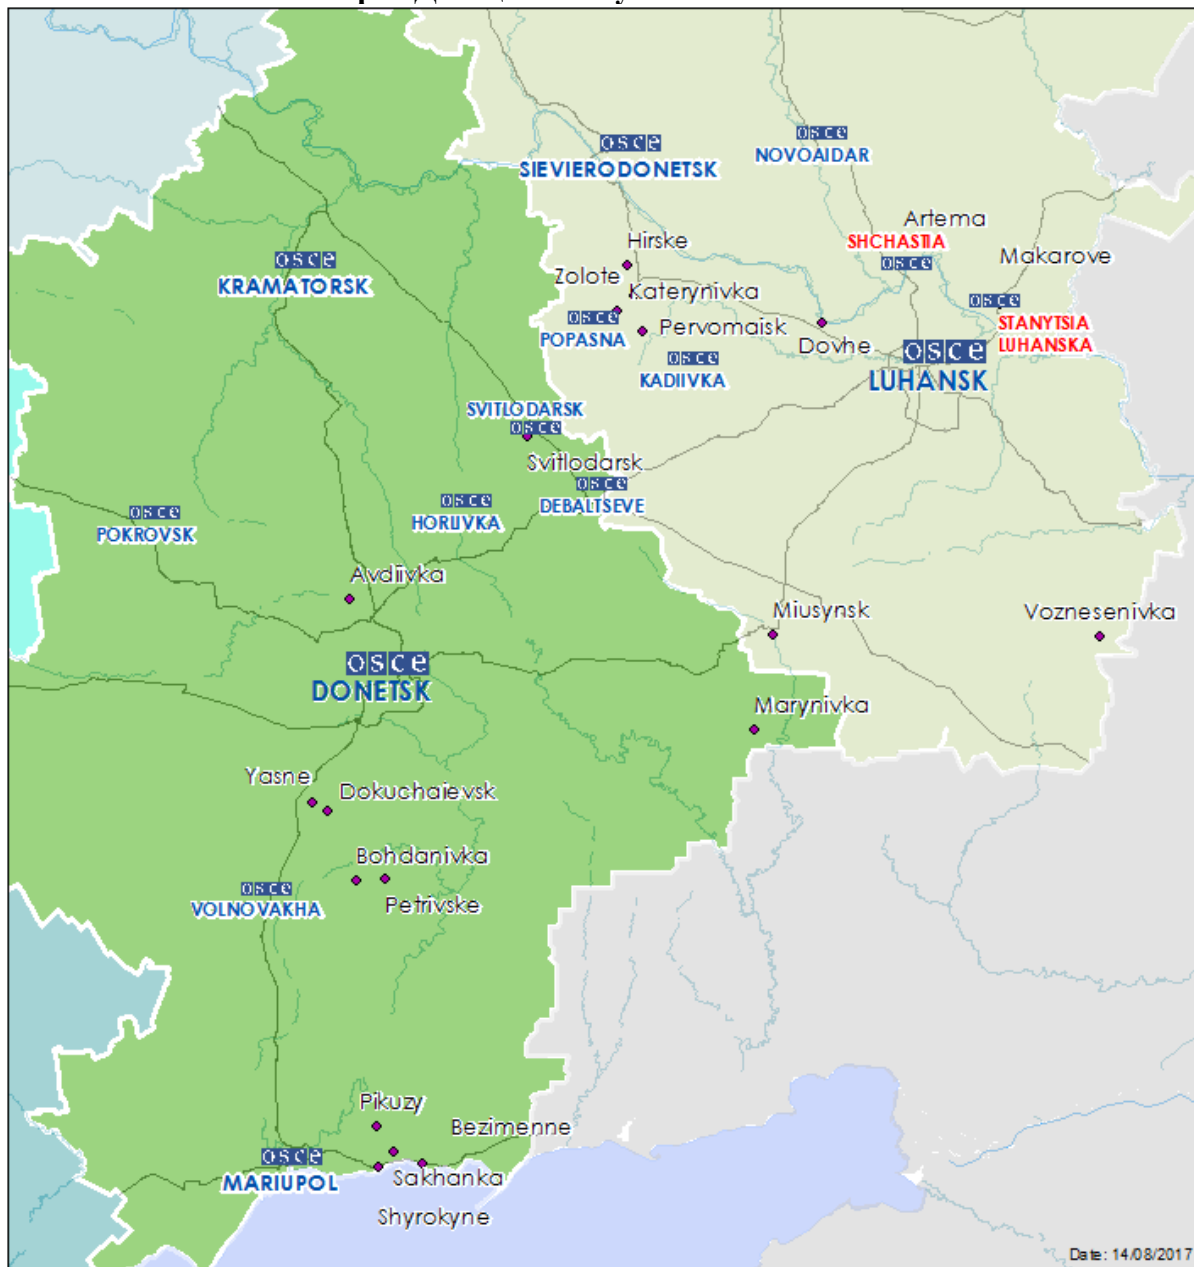 osce
NOVOAIDAR
osce
SIEVIERODONETSK
Artema
SHCHASTIA
osce
Makarove
Hirske
Zolote
Katerynivka
osce
KRAMATORSK
osce
STANYTSIA
LUHANSKA
osce
POPASNA
Pervomaisk
Dovhe
osce
LUHANSK
osce
KADIIVKA
SVITLODARSK
osce
Svitlodarsk
osce
DEBALTSEVE
osce
HORLIVKA
osce
POKROVSK
Avdiivka
Miusynsk
Voznesenivka
osce
DONETSK
Marynivka
Yasne
Dokuchaievsk
Bohdanivka
Petrivske
osce
VOLNOVAKHA
Pikuzy
Bezimenne
osce
MARIUPOL
Sakhanka
Shyrokyne
Date: 14/08/2017